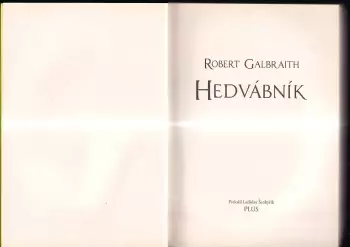 ROBERT GALBRAITH
HEDVÁBNÍK
Přeložil Ladislav Šenkyřík
PLUS